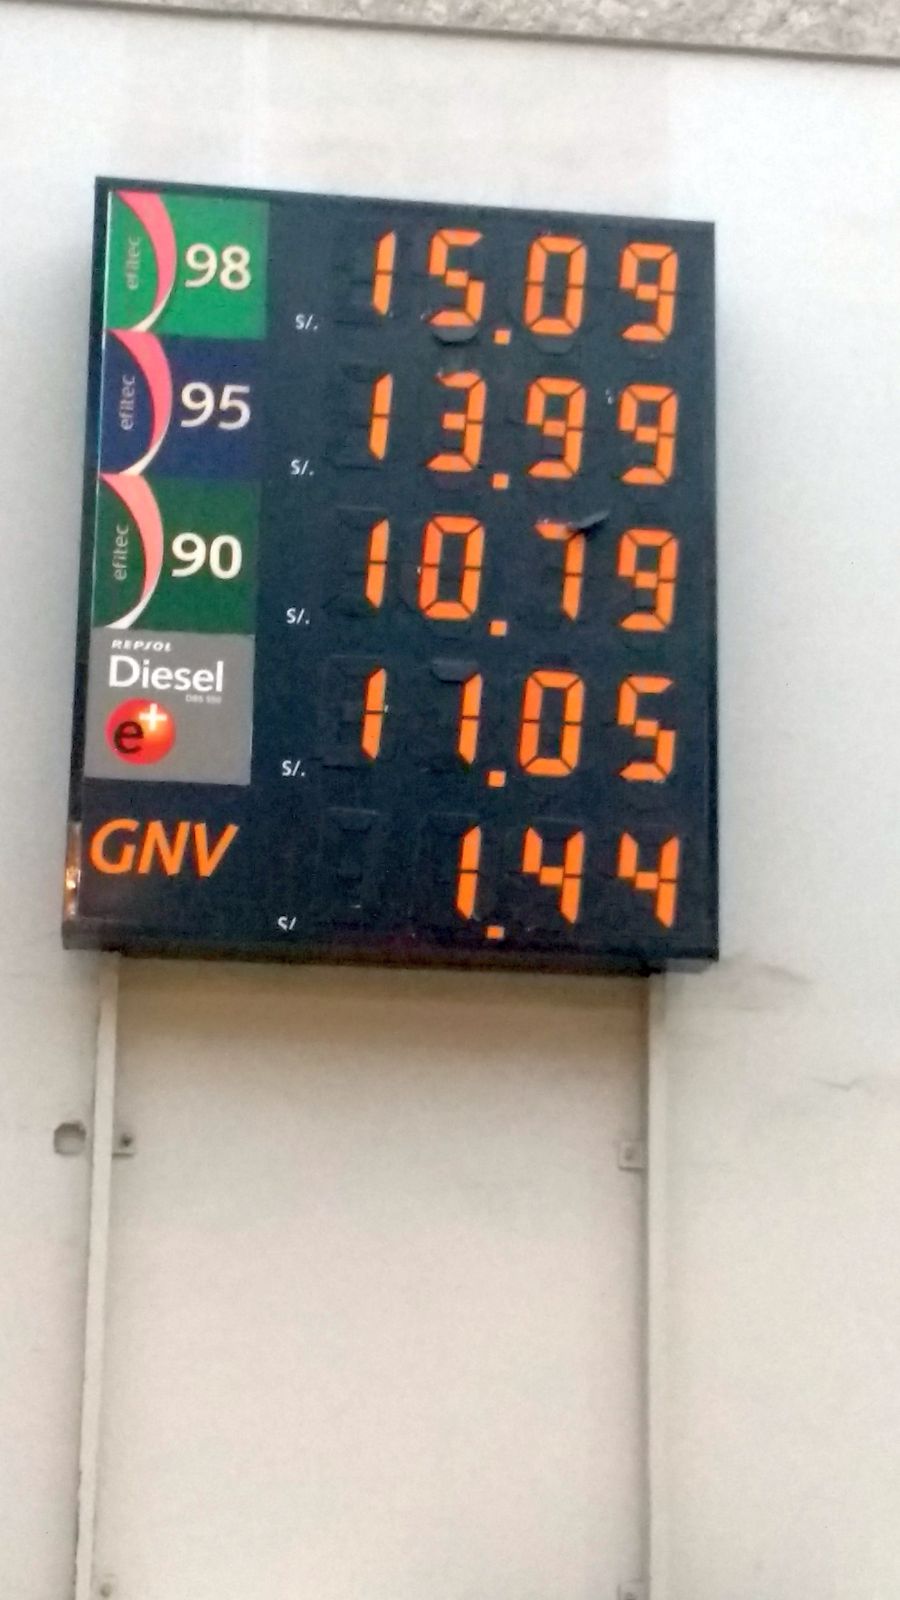 efitec 98 S/. 15.09
efitec 95 S/. 13.99
efitec 90 S/. 10.79
REPSOL
Diesel
e+ S/. 11.05
GNV S/ 1.44